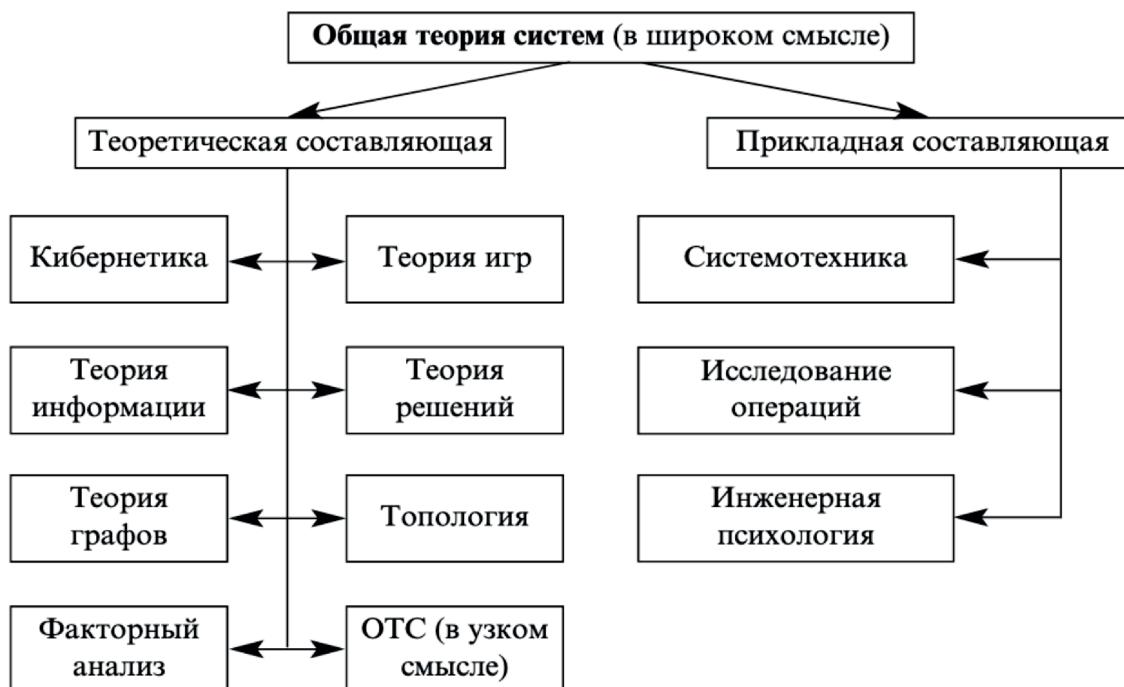 Общая теория систем (в широком смысле)
Теоретическая составляющая
Прикладная составляющая
Кибернетика
Теория игр
Системотехника
Теория
информации
Теория
решений
Исследование
операций
Теория
графов
Топология
Инженерная
психология
Факторный
анализ
ОТС (в узком
смысле)